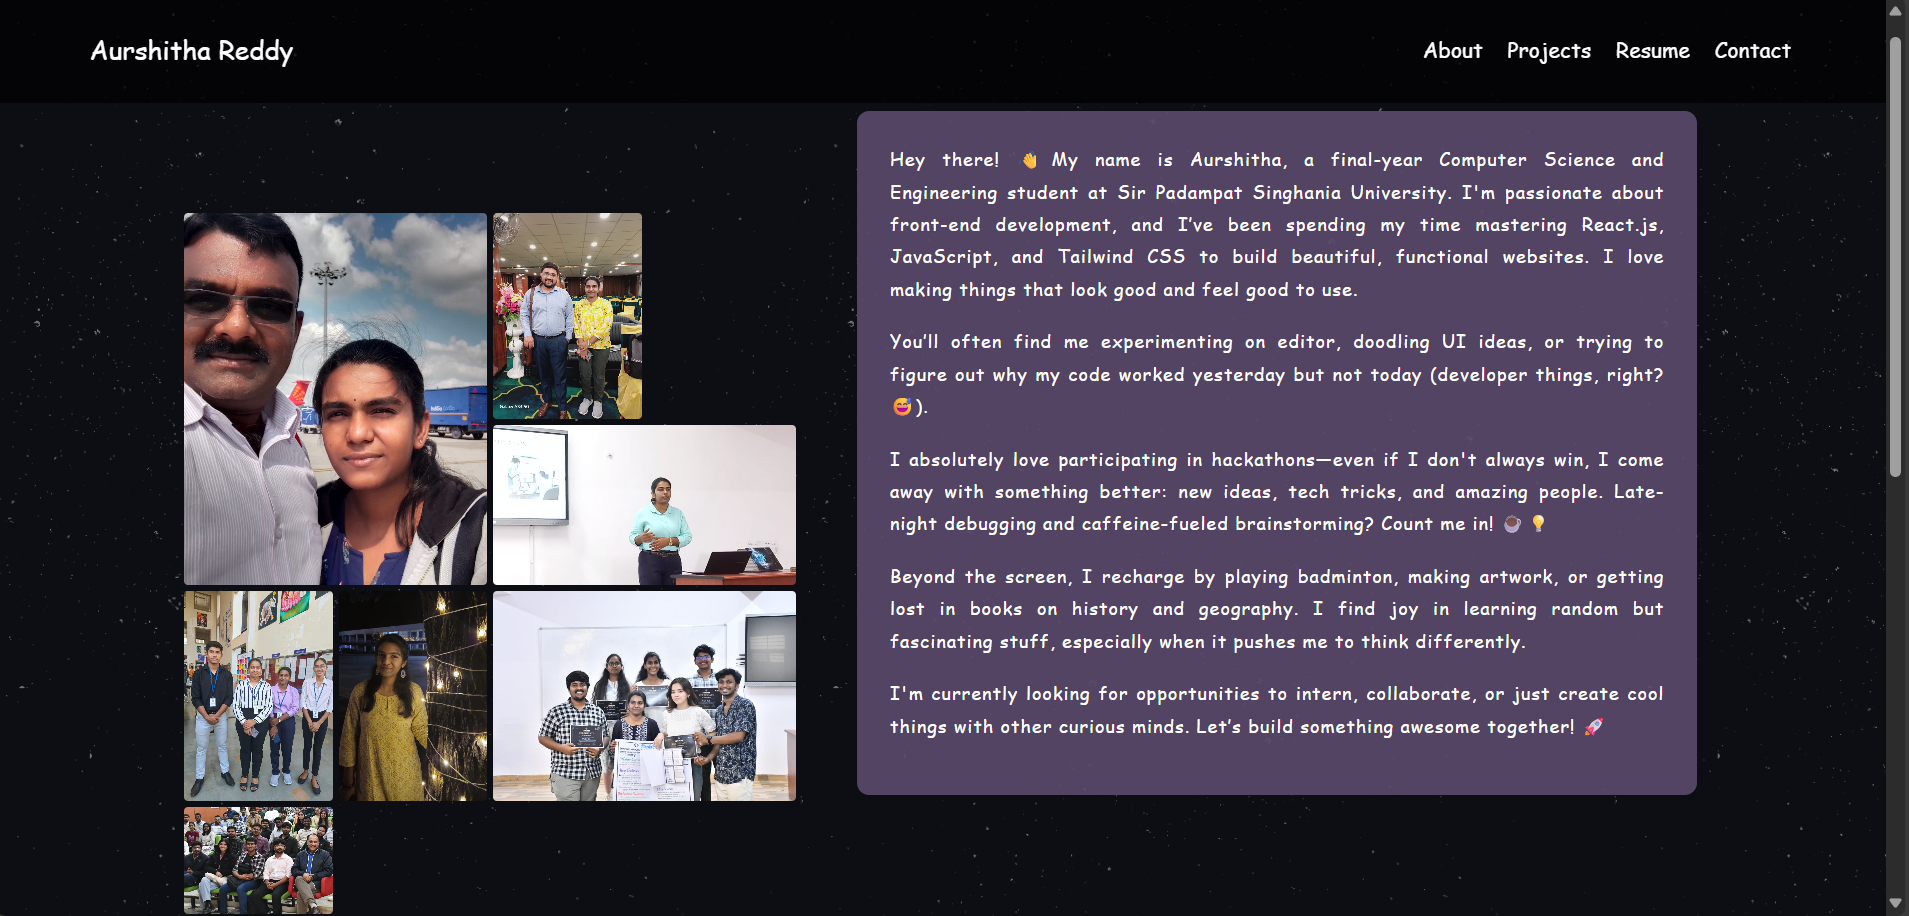 Aurshitha Reddy
About Projects Resume Contact
Hey there! 👋 My name is Aurshitha, a final-year Computer Science and
Engineering student at Sir Padampat Singhania University. I'm passionate about
front-end development, and I’ve been spending my time mastering React.js,
JavaScript, and Tailwind CSS to build beautiful, functional websites. I love
making things that look good and feel good to use.
You’ll often find me experimenting on editor, doodling UI ideas, or trying to
figure out why my code worked yesterday but not today (developer things, right?
😅).
I absolutely love participating in hackathons—even if I don't always win, I come
away with something better: new ideas, tech tricks, and amazing people. Late-
night debugging and caffeine-fueled brainstorming? Count me in! ☕💡
Beyond the screen, I recharge by playing badminton, making artwork, or getting
lost in books on history and geography. I find joy in learning random but
fascinating stuff, especially when it pushes me to think differently.
I'm currently looking for opportunities to intern, collaborate, or just create cool
things with other curious minds. Let’s build something awesome together! 🚀